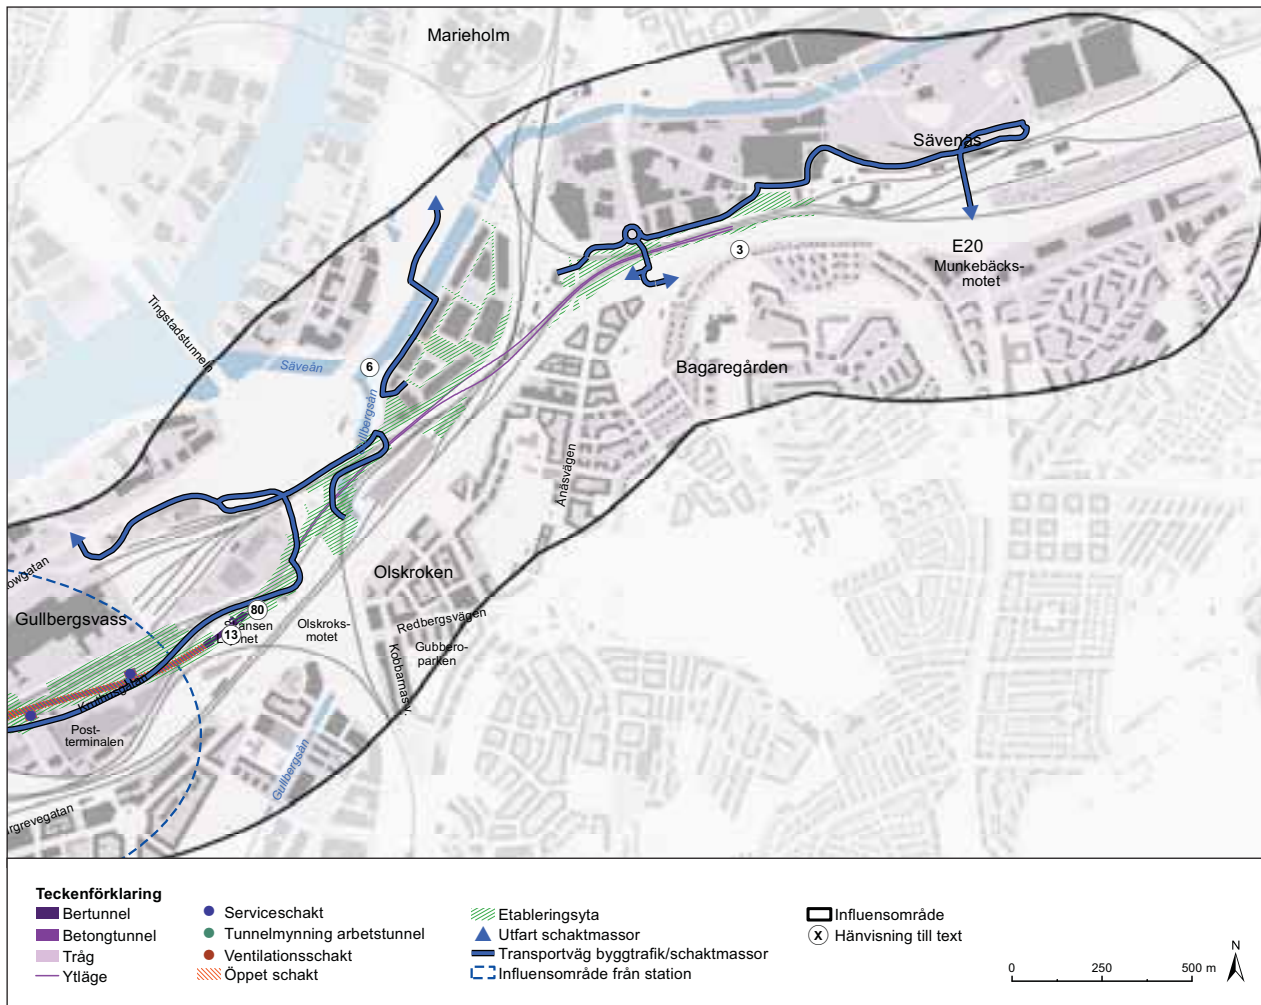 Marieholm
Sävenäs
3
E20
Munkebäcks-
motet
Tingstadstunneln
Säveån
6
Bagaregården
Gullbergsån
Ånäsvägen
Olskroken
Gullbergsvass
80
13
Olskroks-
motet
Redbergsvägen
Gubbero-
parken
Kobbarnas v.
Post-
terminalen
Gullbergsån
Teckenförklaring
Bertunnel
Betongtunnel
Tråg
Ytläge
Serviceschakt
Tunnelmynning arbetstunnel
Ventilationsschakt
Öppet schakt
Etableringsyta
Utfart schaktmassor
Transportväg byggtrafik/schaktmassor
Influensområde från station
Influensområde
X Hänvisning till text
0 250 500 m
N